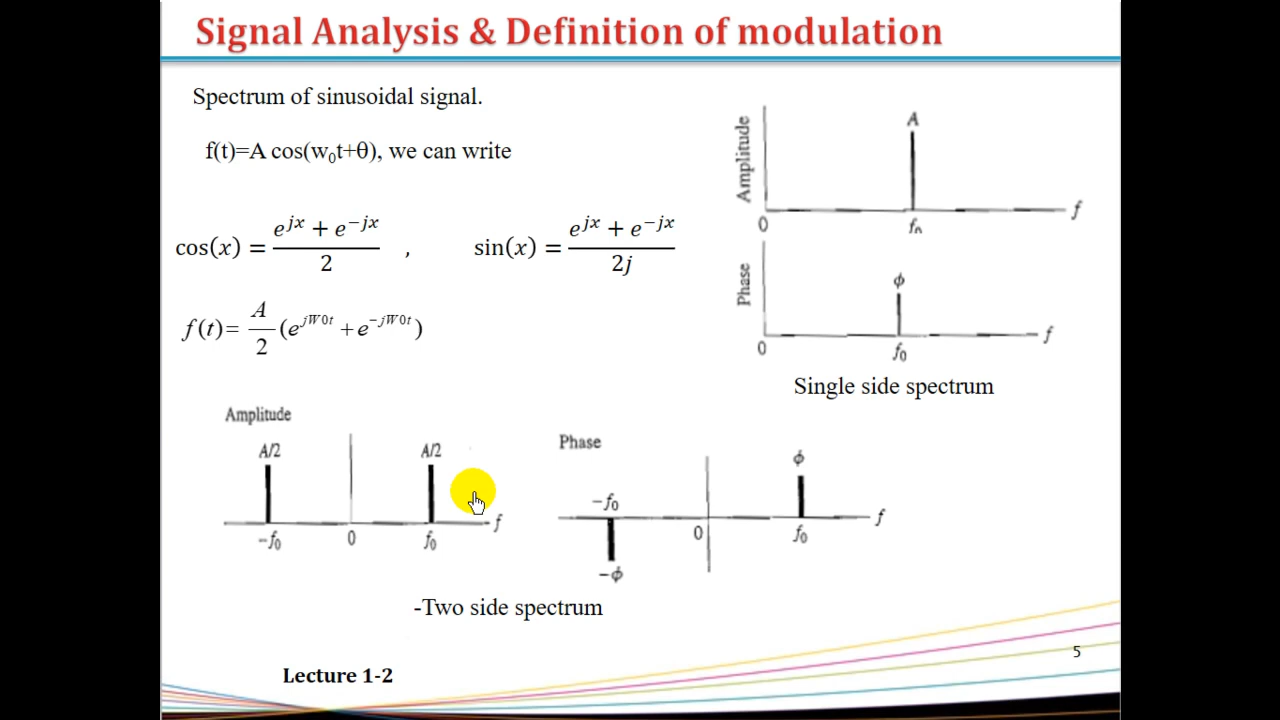 Signal Analysis & Definition of modulation
Spectrum of sinusoidal signal.
f(t)=A cos(w₀t+θ), we can write
cos(x) = (e^{jx} + e^{−jx})/2 , sin(x) = (e^{jx} + e^{−jx})/2j
f(t)= A/2 (e^{jW0t} + e^{−jW0t})
Amplitude
A
0
f₀
f
Phase
ϕ
0
f₀
f
Single side spectrum
Amplitude
A/2
A/2
−f₀
0
f₀
f
Phase
ϕ
−f₀
0
f₀
f
−ϕ
-Two side spectrum
5
Lecture 1-2